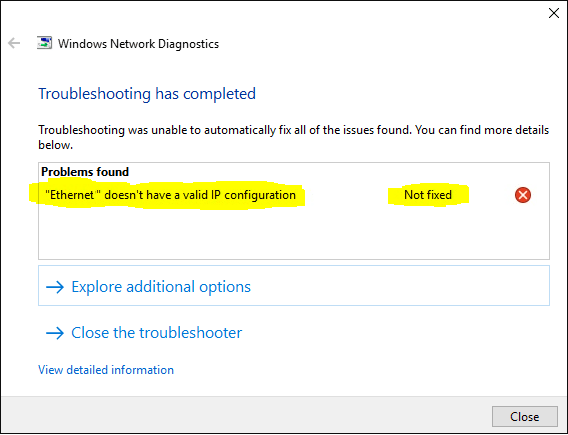 Windows Network Diagnostics
Troubleshooting has completed
Troubleshooting was unable to automatically fix all of the issues found. You can find more details
below.
Problems found
"Ethernet" doesn't have a valid IP configuration Not fixed
Explore additional options
Close the troubleshooter
View detailed information
Close